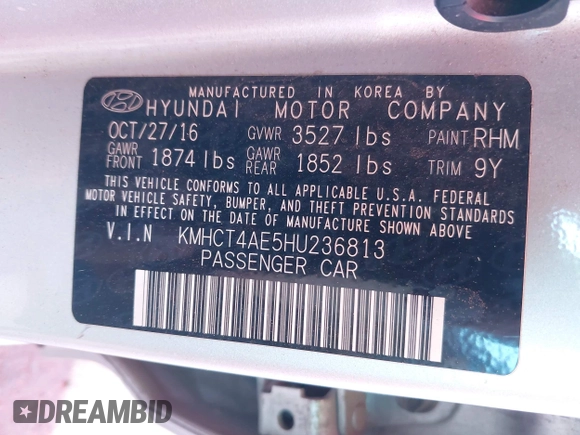 MANUFACTURED IN KOREA BY
HYUNDAI MOTOR COMPANY
OCT/27/16 GVWR 3527 lbs PAINT RHM
GAWR FRONT 1874 lbs GAWR REAR 1852 lbs TRIM 9Y
THIS VEHICLE CONFORMS TO ALL APPLICABLE U.S.A. FEDERAL
MOTOR VEHICLE SAFETY, BUMPER, AND THEFT PREVENTION STANDARDS
IN EFFECT ON THE DATE OF MANUFACTURE SHOWN ABOVE.
V.I.N KMHCT4AE5HU236813
PASSENGER CAR
DREAMBID